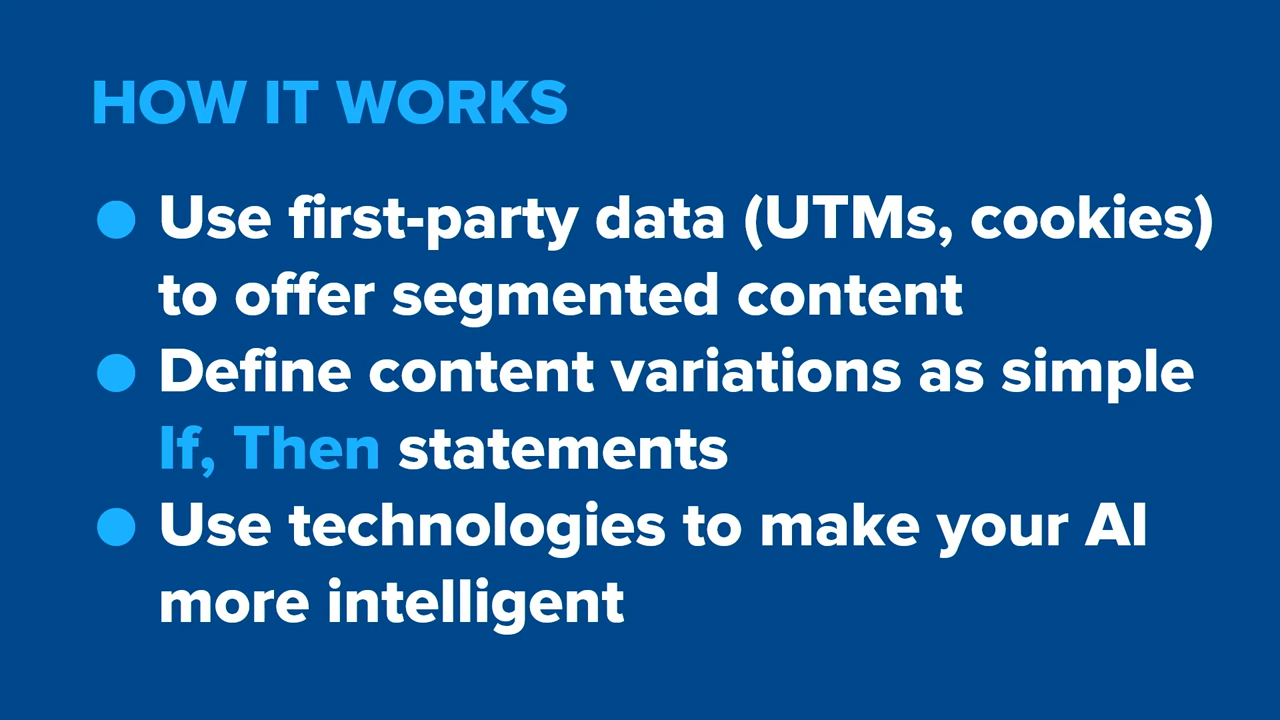 HOW IT WORKS
● Use first-party data (UTMs, cookies)
to offer segmented content
● Define content variations as simple
If, Then statements
● Use technologies to make your AI
more intelligent